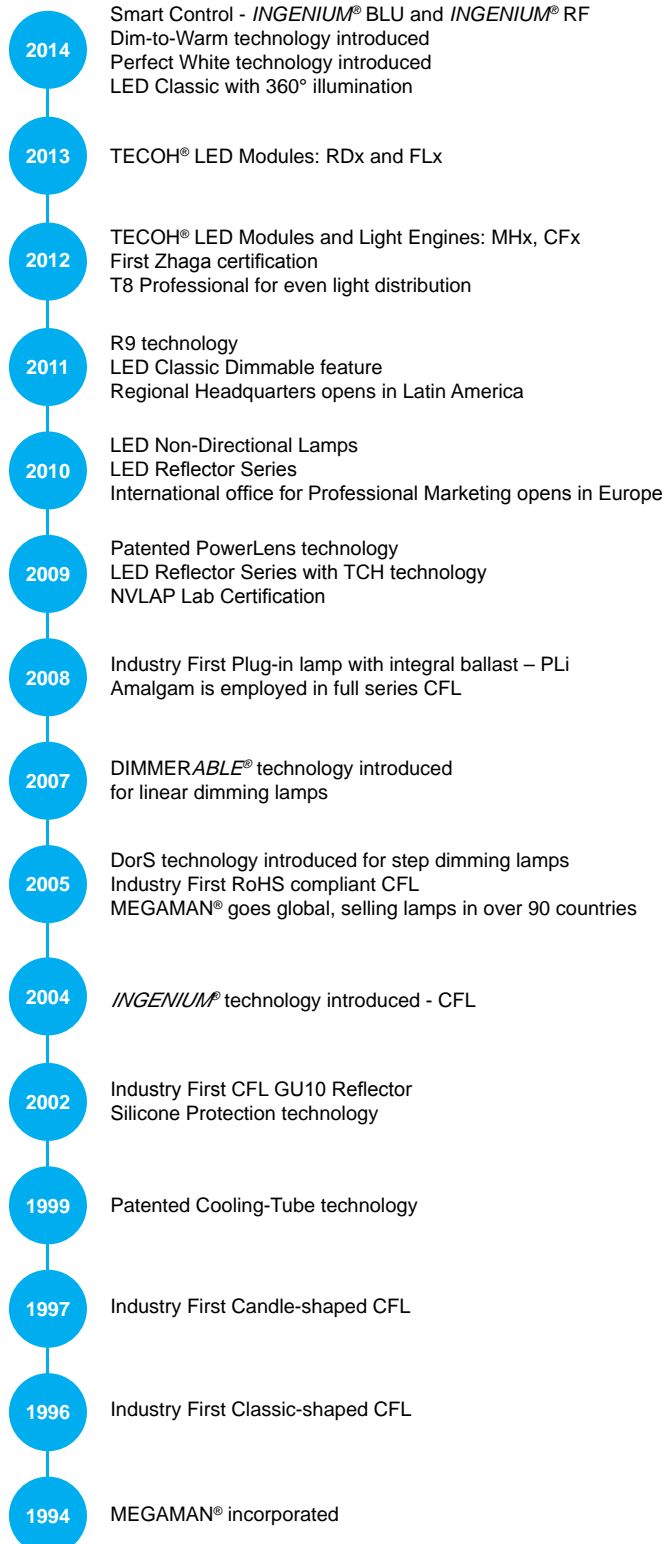 2014
Smart Control - INGENIUM® BLU and INGENIUM® RF
Dim-to-Warm technology introduced
Perfect White technology introduced
LED Classic with 360° illumination
2013
TECOH® LED Modules: RDx and FLx
2012
TECOH® LED Modules and Light Engines: MHx, CFx
First Zhaga certification
T8 Professional for even light distribution
2011
R9 technology
LED Classic Dimmable feature
Regional Headquarters opens in Latin America
2010
LED Non-Directional Lamps
LED Reflector Series
International office for Professional Marketing opens in Europe
2009
Patented PowerLens technology
LED Reflector Series with TCH technology
NVLAP Lab Certification
2008
Industry First Plug-in lamp with integral ballast – PLi
Amalgam is employed in full series CFL
2007
DIMMERABLE® technology introduced
for linear dimming lamps
2005
DorS technology introduced for step dimming lamps
Industry First RoHS compliant CFL
MEGAMAN® goes global, selling lamps in over 90 countries
2004
INGENIUM® technology introduced - CFL
2002
Industry First CFL GU10 Reflector
Silicone Protection technology
1999
Patented Cooling-Tube technology
1997
Industry First Candle-shaped CFL
1996
Industry First Classic-shaped CFL
1994
MEGAMAN® incorporated